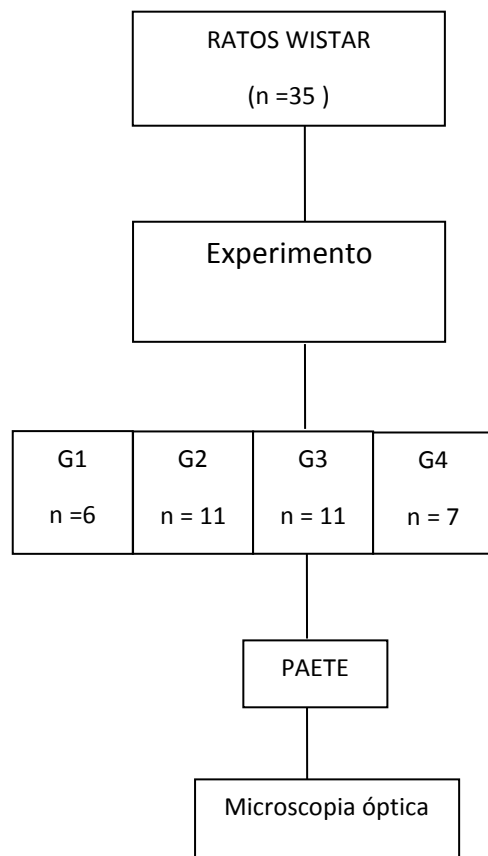 RATOS WISTAR
(n =35 )
Experimento
G1 G2 G3 G4
n =6 n = 11 n = 11 n = 7
PAETE
Microscopia óptica